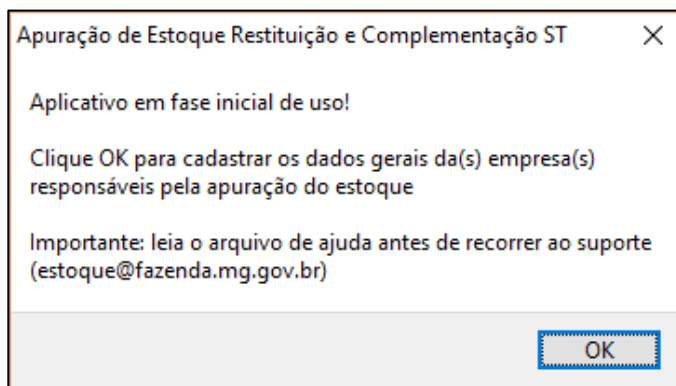 Apuração de Estoque Restituição e Complementação ST
Aplicativo em fase inicial de uso!
Clique OK para cadastrar os dados gerais da(s) empresa(s)
responsáveis pela apuração do estoque
Importante: leia o arquivo de ajuda antes de recorrer ao suporte
(estoque@fazenda.mg.gov.br)
OK